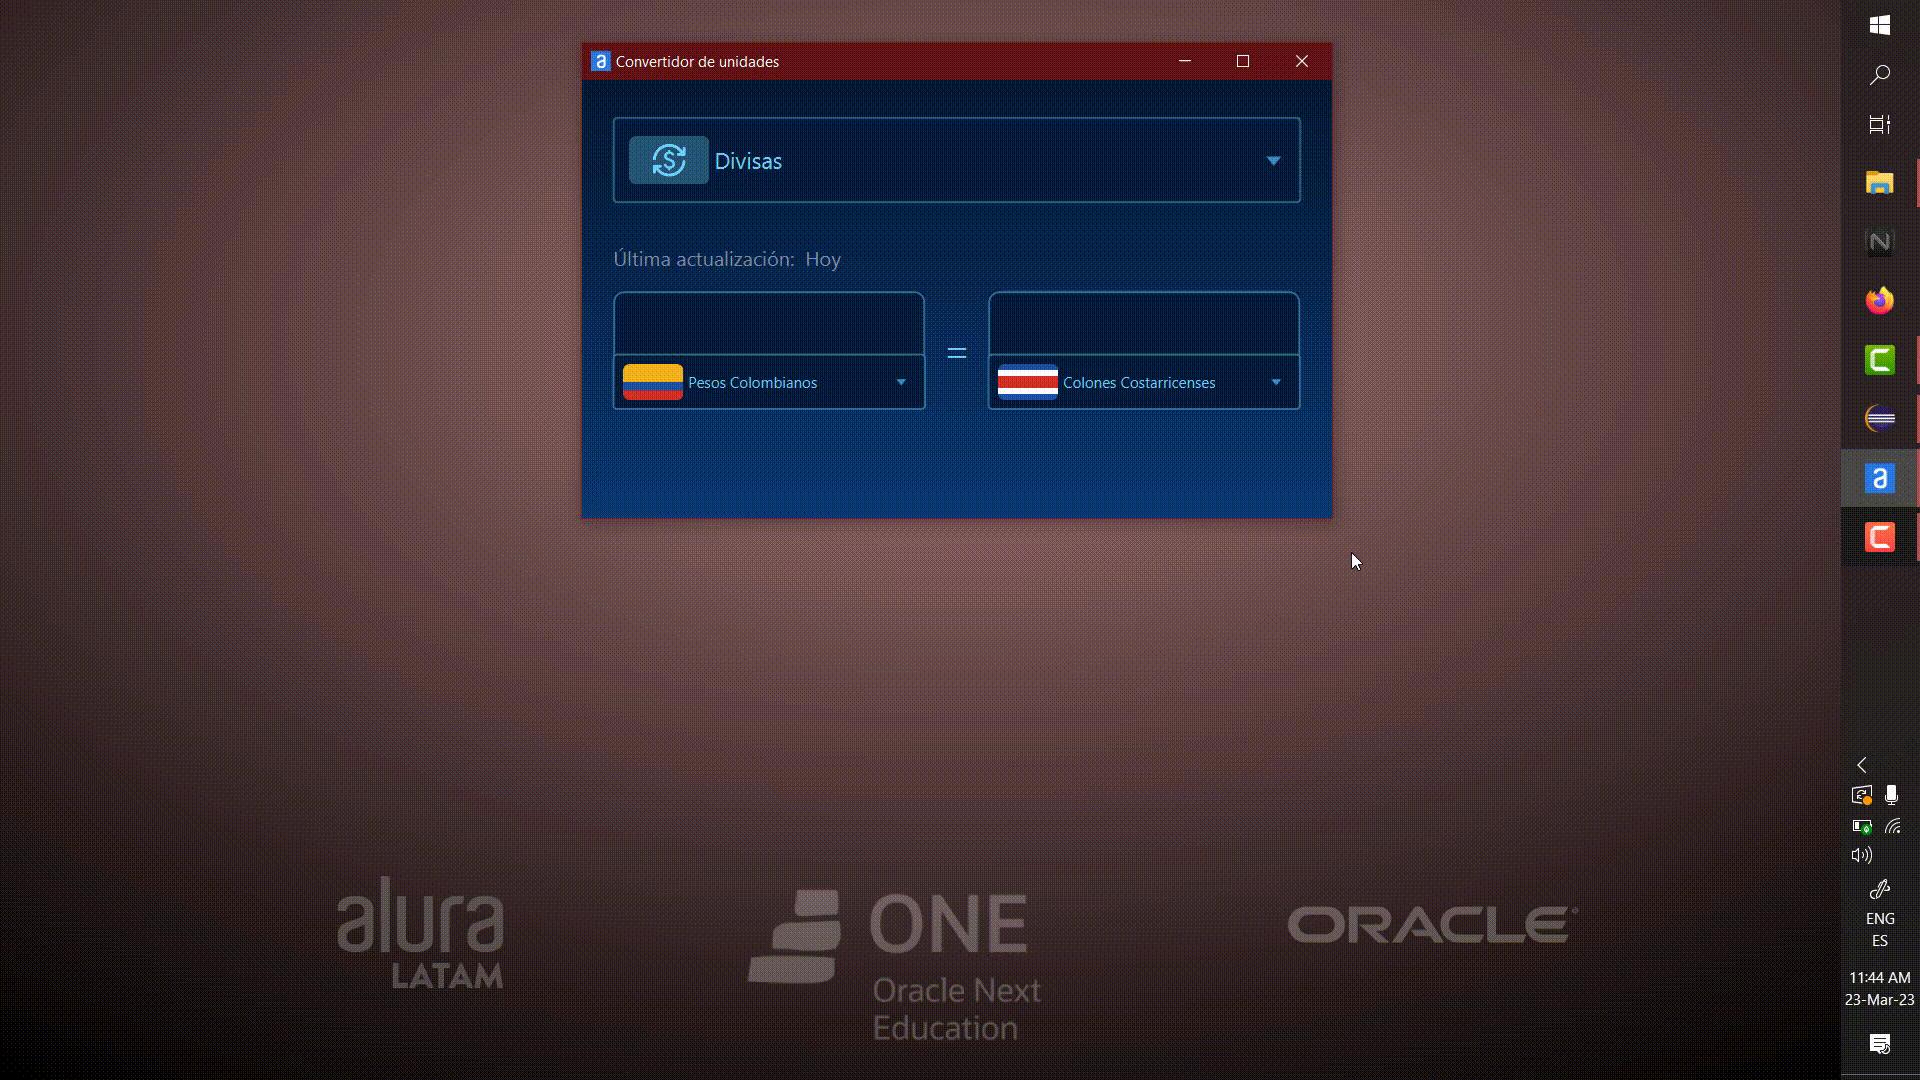 Convertidor de unidades
Divisas
Última actualización: Hoy
=
Pesos Colombianos
Colones Costarricenses
alura
LATAM
ONE
Oracle Next
Education
ORACLE
ENG
ES
11:44 AM
23-Mar-23